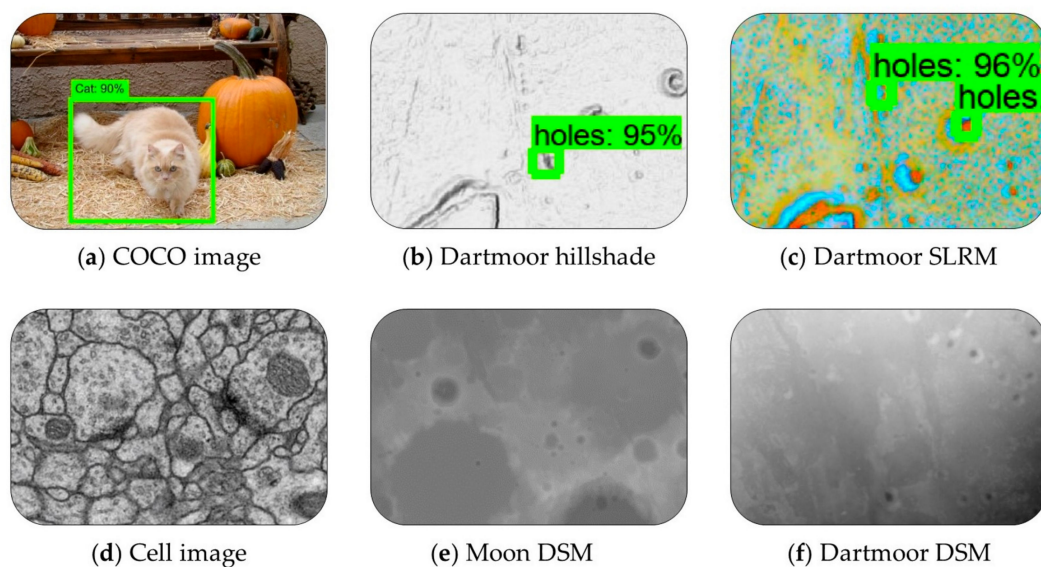 Cat: 90%
holes: 95%
holes: 96%
holes
(a) COCO image
(b) Dartmoor hillshade
(c) Dartmoor SLRM
(d) Cell image
(e) Moon DSM
(f) Dartmoor DSM